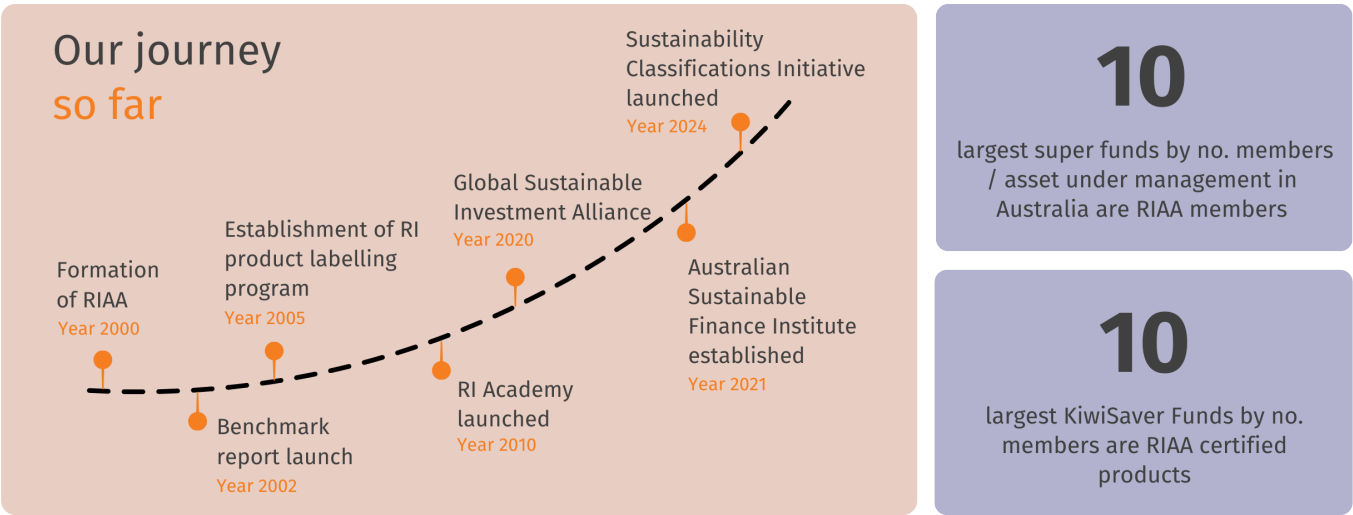 Our journey
so far
Formation
of RIAA
Year 2000
Benchmark
report launch
Year 2002
Establishment of RI
product labelling
program
Year 2005
RI Academy
launched
Year 2010
Global Sustainable
Investment Alliance
Year 2020
Australian
Sustainable
Finance Institute
established
Year 2021
Sustainability
Classifications Initiative
launched
Year 2024
10
largest super funds by no. members
/ asset under management in
Australia are RIAA members
10
largest KiwiSaver Funds by no.
members are RIAA certified
products